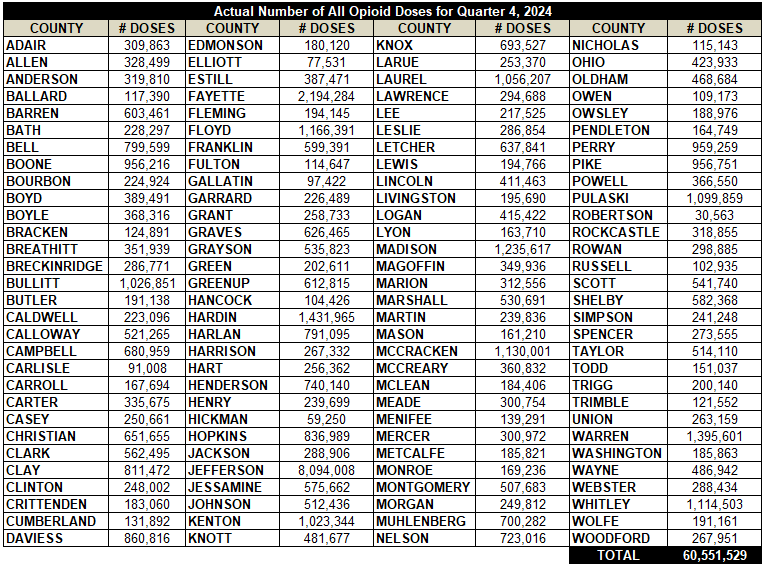 Actual Number of All Opioid Doses for Quarter 4, 2024
COUNTY # DOSES COUNTY # DOSES COUNTY # DOSES COUNTY # DOSES
ADAIR 309,863 EDMONSON 180,120 KNOX 693,527 NICHOLAS 115,143
ALLEN 328,499 ELLIOTT 77,531 LARUE 253,370 OHIO 423,933
ANDERSON 319,810 ESTILL 387,471 LAUREL 1,056,207 OLDHAM 468,684
BALLARD 117,390 FAYETTE 2,194,284 LAWRENCE 294,688 OWEN 109,173
BARREN 603,461 FLEMING 194,145 LEE 217,525 OWSLEY 188,976
BATH 228,297 FLOYD 1,166,391 LESLIE 286,854 PENDLETON 164,749
BELL 799,599 FRANKLIN 599,391 LETCHER 637,841 PERRY 959,259
BOONE 956,216 FULTON 114,647 LEWIS 194,766 PIKE 956,751
BOURBON 224,924 GALLATIN 97,422 LINCOLN 411,463 POWELL 366,550
BOYD 389,491 GARRARD 226,489 LIVINGSTON 195,690 PULASKI 1,099,859
BOYLE 368,316 GRANT 258,733 LOGAN 415,422 ROBERTSON 30,563
BRACKEN 124,891 GRAVES 626,465 LYON 163,710 ROCKCASTLE 318,855
BREATHITT 351,939 GRAYSON 535,823 MADISON 1,235,617 ROWAN 298,885
BRECKINRIDGE 286,771 GREEN 202,611 MAGOFFIN 349,936 RUSSELL 102,935
BULLITT 1,026,851 GREENUP 612,815 MARION 312,556 SCOTT 541,740
BUTLER 191,138 HANCOCK 104,426 MARSHALL 530,691 SHELBY 582,368
CALDWELL 223,096 HARDIN 1,431,965 MARTIN 239,836 SIMPSON 241,248
CALLOWAY 521,265 HARLAN 791,095 MASON 161,210 SPENCER 273,555
CAMPBELL 680,959 HARRISON 267,332 MCCRACKEN 1,130,001 TAYLOR 514,110
CARLISLE 91,008 HART 256,362 MCCREARY 360,832 TODD 151,037
CARROLL 167,694 HENDERSON 740,140 MCLEAN 184,406 TRIGG 200,140
CARTER 335,675 HENRY 239,699 MEADE 300,754 TRIMBLE 121,552
CASEY 250,661 HICKMAN 59,250 MENIFEE 139,291 UNION 263,159
CHRISTIAN 651,655 HOPKINS 836,989 MERCER 300,972 WARREN 1,395,601
CLARK 562,495 JACKSON 288,906 METCALFE 185,821 WASHINGTON 185,863
CLAY 811,472 JEFFERSON 8,094,008 MONROE 169,236 WAYNE 486,942
CLINTON 248,002 JESSAMINE 575,662 MONTGOMERY 507,683 WEBSTER 288,434
CRITTENDEN 183,060 JOHNSON 512,436 MORGAN 249,812 WHITLEY 1,114,503
CUMBERLAND 131,892 KENTON 1,023,344 MUHLENBERG 700,282 WOLFE 191,161
DAVIESS 860,816 KNOTT 481,677 NELSON 723,016 WOODFORD 267,951
TOTAL 60,551,529